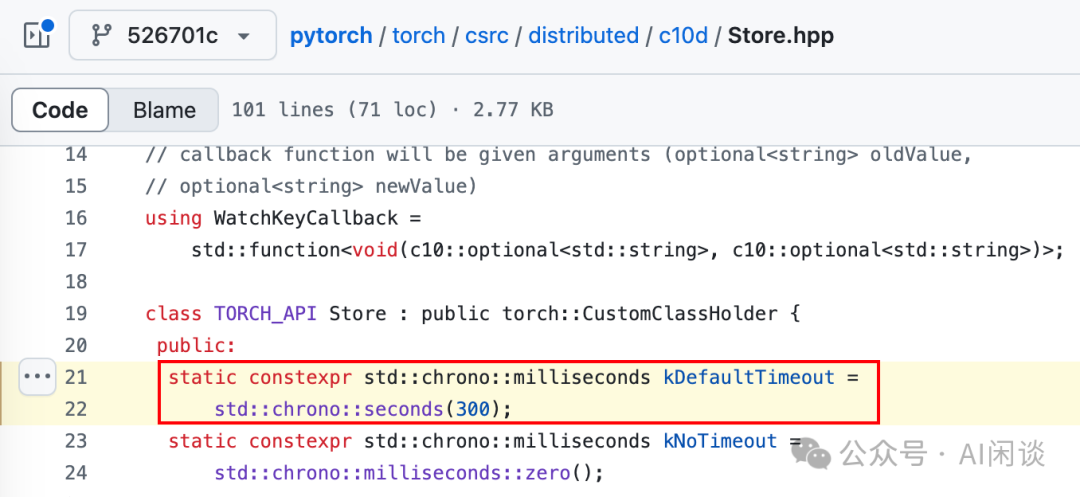 526701c pytorch / torch / csrc / distributed / c10d / Store.hpp
Code Blame 101 lines (71 loc) · 2.77 KB
14 // callback function will be given arguments (optional<string> oldValue,
15 // optional<string> newValue)
16 using WatchKeyCallback =
17 std::function<void(c10::optional<std::string>, c10::optional<std::string>)>;
18
19 class TORCH_API Store : public torch::CustomClassHolder {
20 public:
21 static constexpr std::chrono::milliseconds kDefaultTimeout =
22 std::chrono::seconds(300);
23 static constexpr std::chrono::milliseconds kNoTimeout =
24 std::chrono::milliseconds::zero();
公众号 · AI闲谈